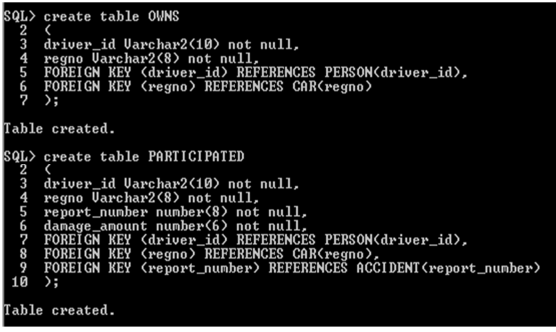 SQL> create table OWNS
2 (
3 driver_id Varchar2(10) not null,
4 regno Varchar2(8) not null,
5 FOREIGN KEY (driver_id) REFERENCES PERSON(driver_id),
6 FOREIGN KEY (regno) REFERENCES CAR(regno)
7 );
Table created.
SQL> create table PARTICIPATED
2 (
3 driver_id Varchar2(10) not null,
4 regno Varchar2(8) not null,
5 report_number number(8) not null,
6 damage_amount number(6) not null,
7 FOREIGN KEY (driver_id) REFERENCES PERSON(driver_id),
8 FOREIGN KEY (regno) REFERENCES CAR(regno),
9 FOREIGN KEY (report_number) REFERENCES ACCIDENT(report_number)
10 );
Table created.